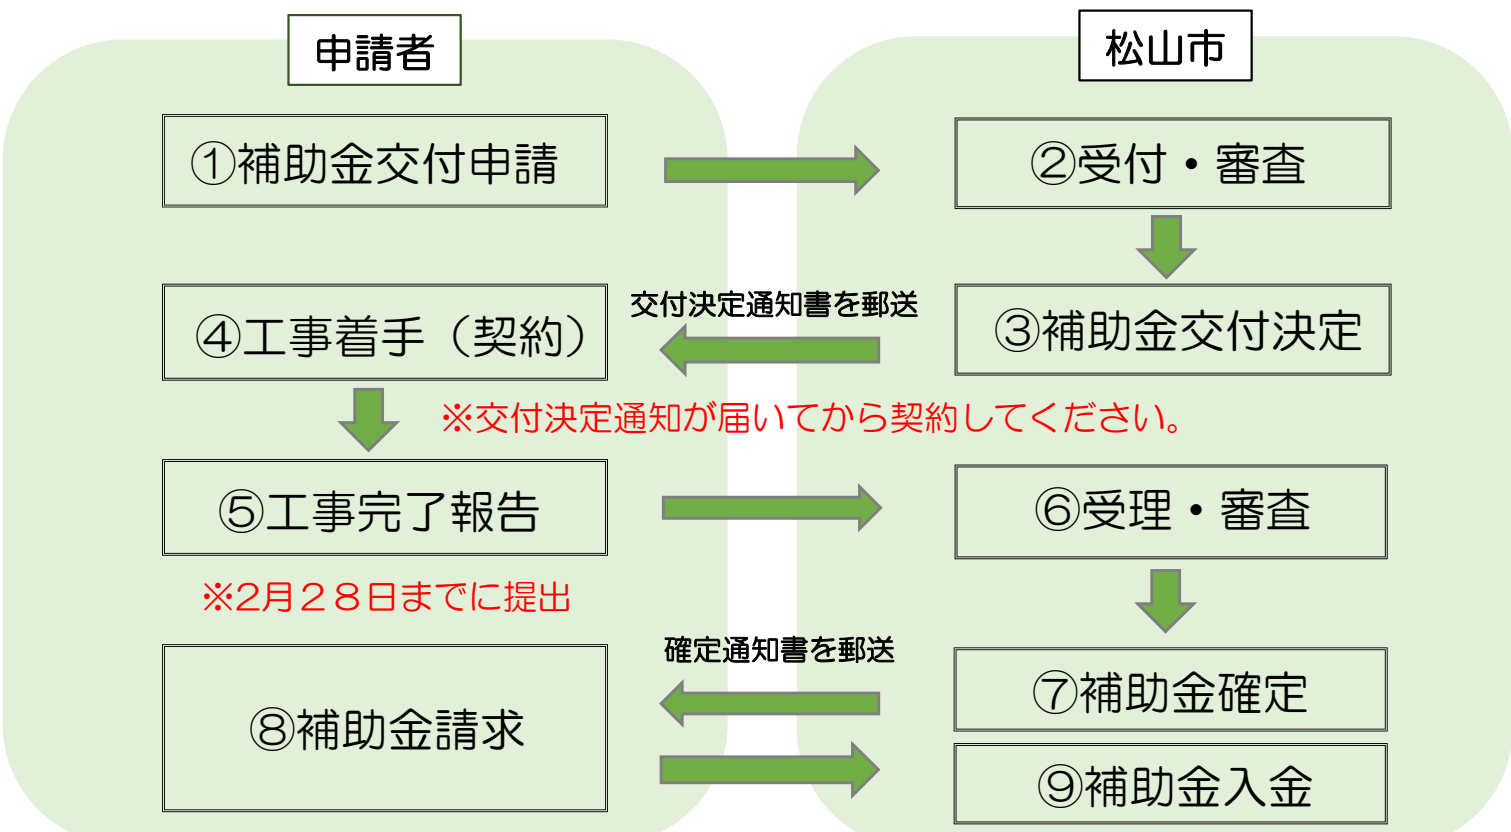 申請者
松山市
①補助金交付申請
②受付・審査
交付決定通知書を郵送
④工事着手（契約）
③補助金交付決定
※交付決定通知が届いてから契約してください。
⑤工事完了報告
⑥受理・審査
※2月２８日までに提出
確定通知書を郵送
⑦補助金確定
⑧補助金請求
⑨補助金入金